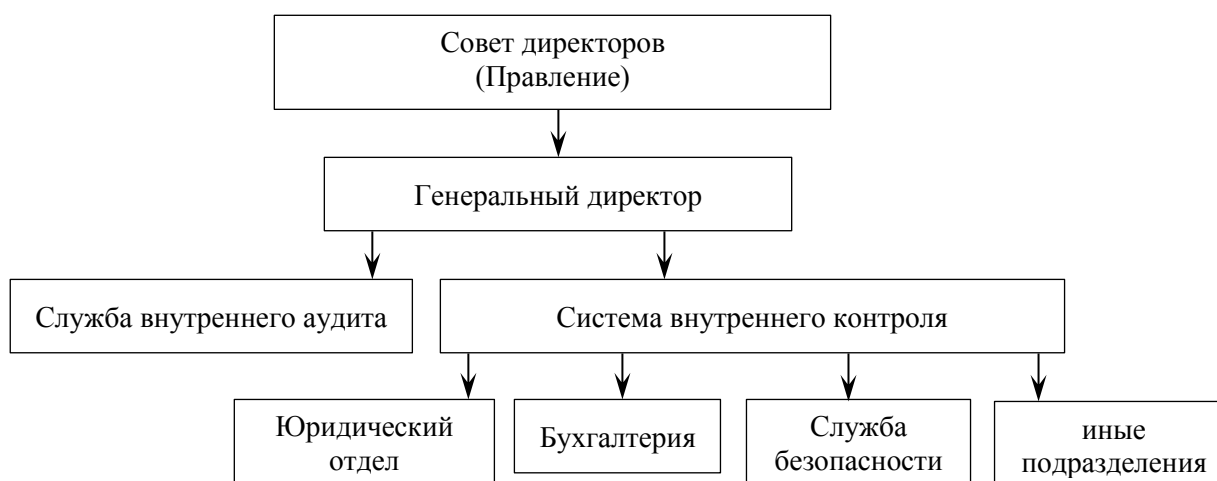 Совет директоров
(Правление)
Генеральный директор
Служба внутреннего аудита
Система внутреннего контроля
Юридический
отдел
Бухгалтерия
Служба
безопасности
иные
подразделения